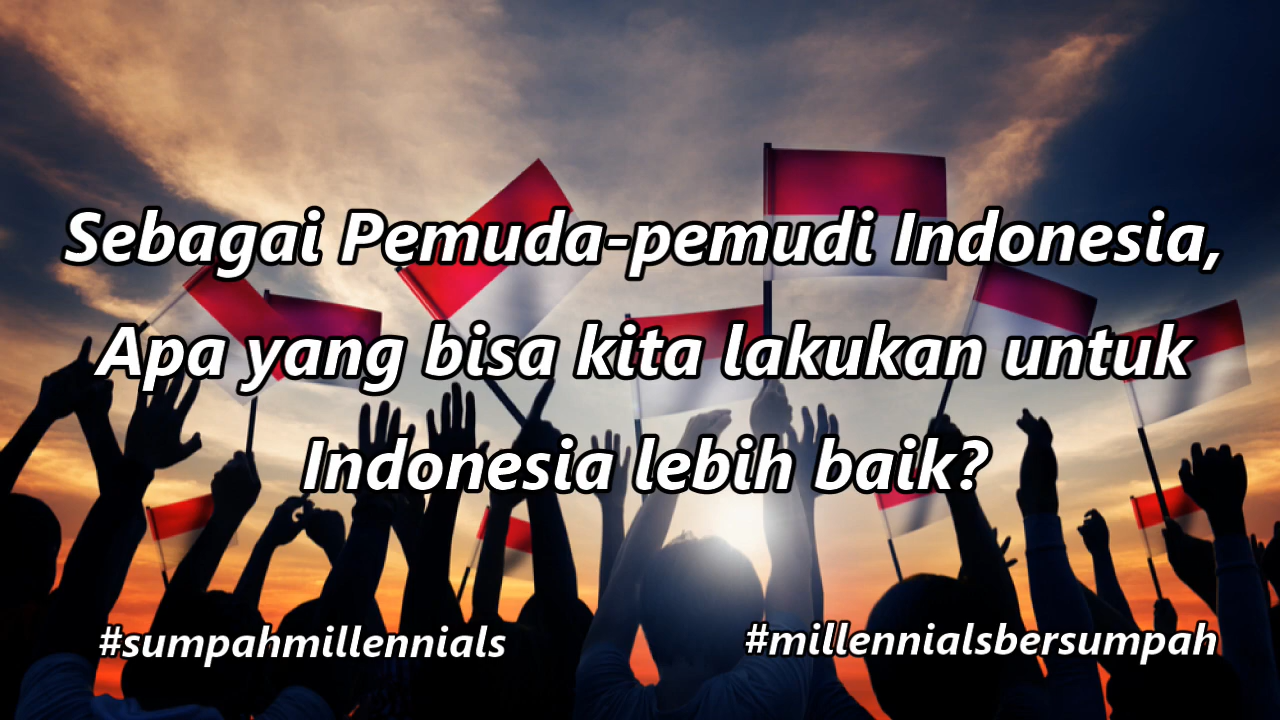 Sebagai Pemuda-pemudi Indonesia,
Apa yang bisa kita lakukan untuk
Indonesia lebih baik?
#sumpahmillennials
#millennialsbersumpah